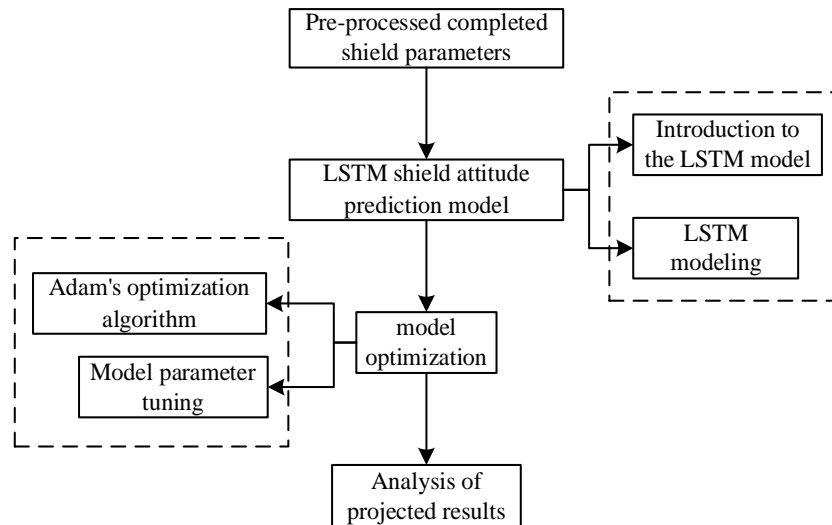 Pre-processed completed
shield parameters
Introduction to
the LSTM model
LSTM shield attitude
prediction model
LSTM
modeling
Adam's optimization
algorithm
model
optimization
Model parameter
tuning
Analysis of
projected results